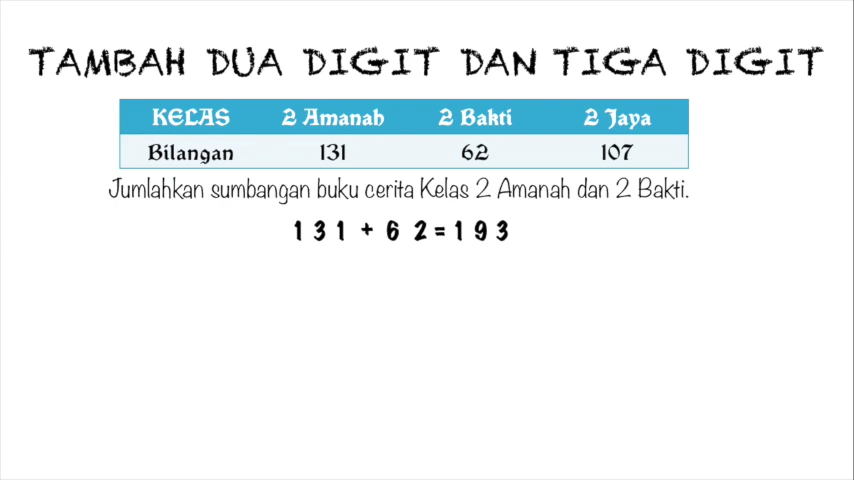 TAMBAH DUA DIGIT DAN TIGA DIGIT
KELAS 2 Amanah 2 Bakti 2 Jaya
Bilangan 131 62 107
Jumlahkan sumbangan buku cerita Kelas 2 Amanah dan 2 Bakti.
1 3 1 + 6 2 = 1 9 3